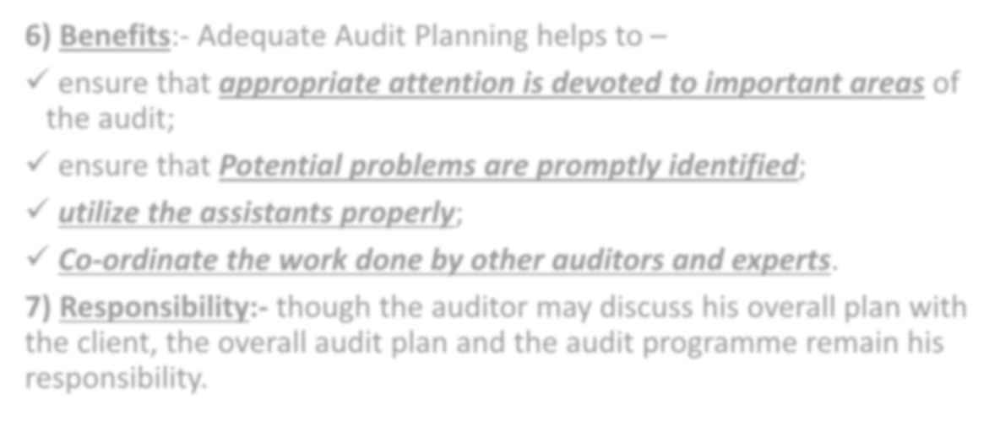 6) Benefits:- Adequate Audit Planning helps to –
✓ ensure that appropriate attention is devoted to important areas of
the audit;
✓ ensure that Potential problems are promptly identified;
✓ utilize the assistants properly;
✓ Co-ordinate the work done by other auditors and experts.
7) Responsibility:- though the auditor may discuss his overall plan with
the client, the overall audit plan and the audit programme remain his
responsibility.